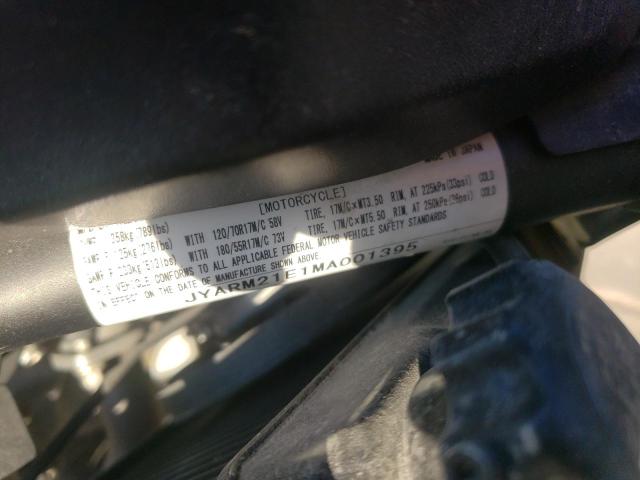 MADE IN JAPAN
[MOTORCYCLE]
258kg(789lbs)
WITH 120/70R17M/C 58V TIRE, 17M/C×MT3.50 RIM, AT 225kPa(33psi) COLD
WITH 180/55R17M/C 73V TIRE, 17M/C×MT5.50 RIM, AT 250kPa(36psi) COLD
VEHICLE CONFORMS TO ALL APPLICABLE FEDERAL MOTOR VEHICLE SAFETY STANDARDS
IN EFFECT ON THE DATE OF MANUFACTURE SHOWN ABOVE.
JYARM21E1MA001395